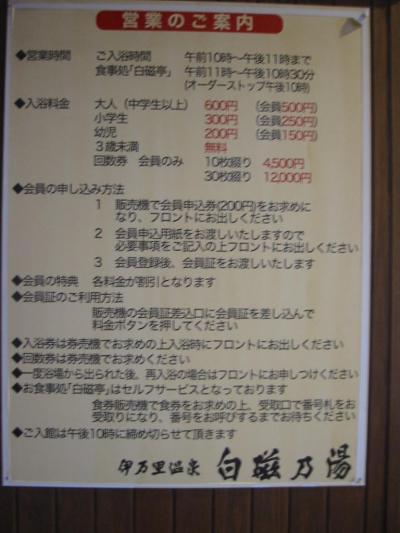 営業のご案内
◆営業時間 ご入浴時間 午前10時〜午後11時まで
食事処「白磁亭」 午前11時〜午後10時30分
(オーダーストップ午後10時)
◆入浴料金 大人(中学生以上) 600円 (会員500円)
小学生 300円 (会員250円)
幼児 200円 (会員150円)
3歳未満 無料
回数券 会員のみ 10枚綴り 4,500円
30枚綴り 12,000円
◆会員の申し込み方法
1 販売機で会員申込券(200円)をお求めに
なり、フロントにお出しください
2 会員申込用紙をお渡しいたしますので
必要事項をご記入の上フロントにお出しください
3 会員登録後、会員証をお渡しいたします
◆会員の特典 各料金が割引となります
◆会員証のご利用方法
販売機の会員証差込口に会員証を差し込んで
料金ボタンを押してください
◆入浴券は券売機でお求めの上入浴時にフロントにお出しください
◆回数券は券売機でお求めください
◆一度浴場から出られた後、再入浴の場合はフロントにお申しつけください
◆お食事処「白磁亭」はセルフサービスとなっております
食券販売機で食券をお求めの上、受取口で番号札をお
受取りになり、番号をお呼びするまでお待ちください
◆ご入館は午後10時に締め切らせて頂きます
伊万里温泉 白磁乃湯